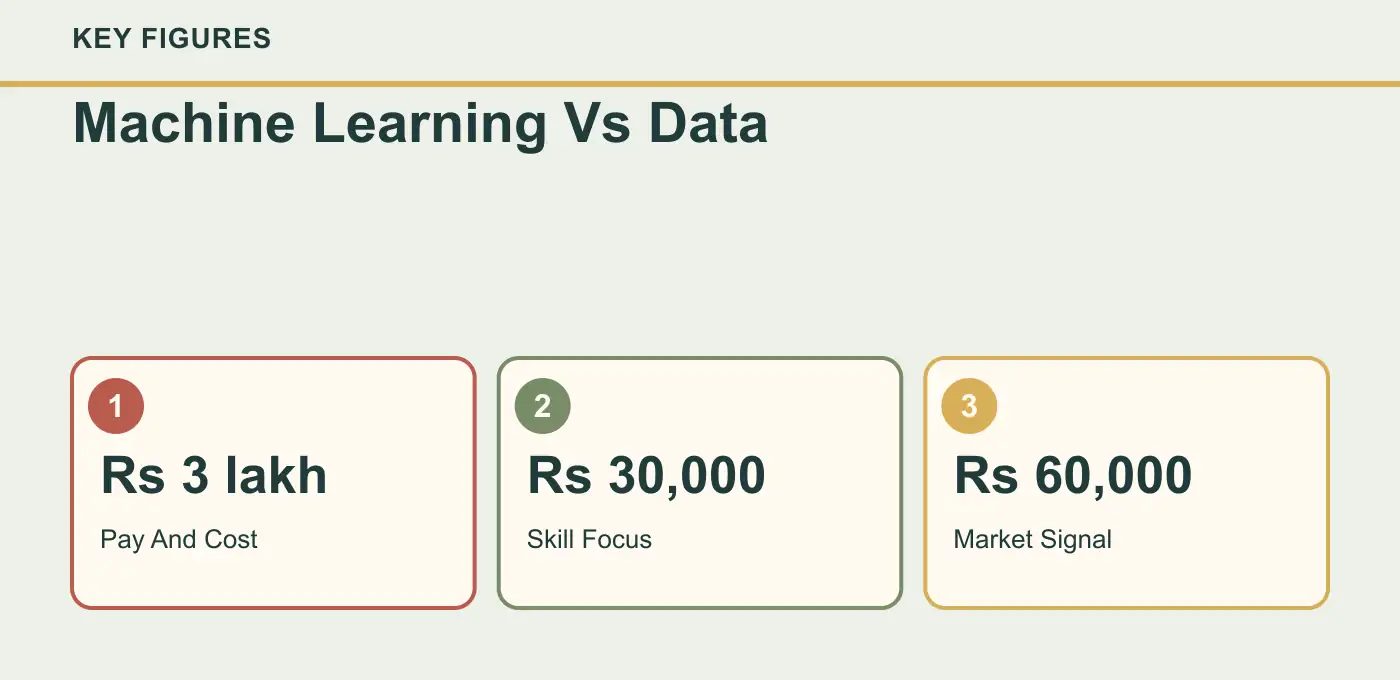 KEY FIGURES
Machine Learning Vs Data
1
Rs 3 lakh
Pay And Cost
2
Rs 30,000
Skill Focus
3
Rs 60,000
Market Signal